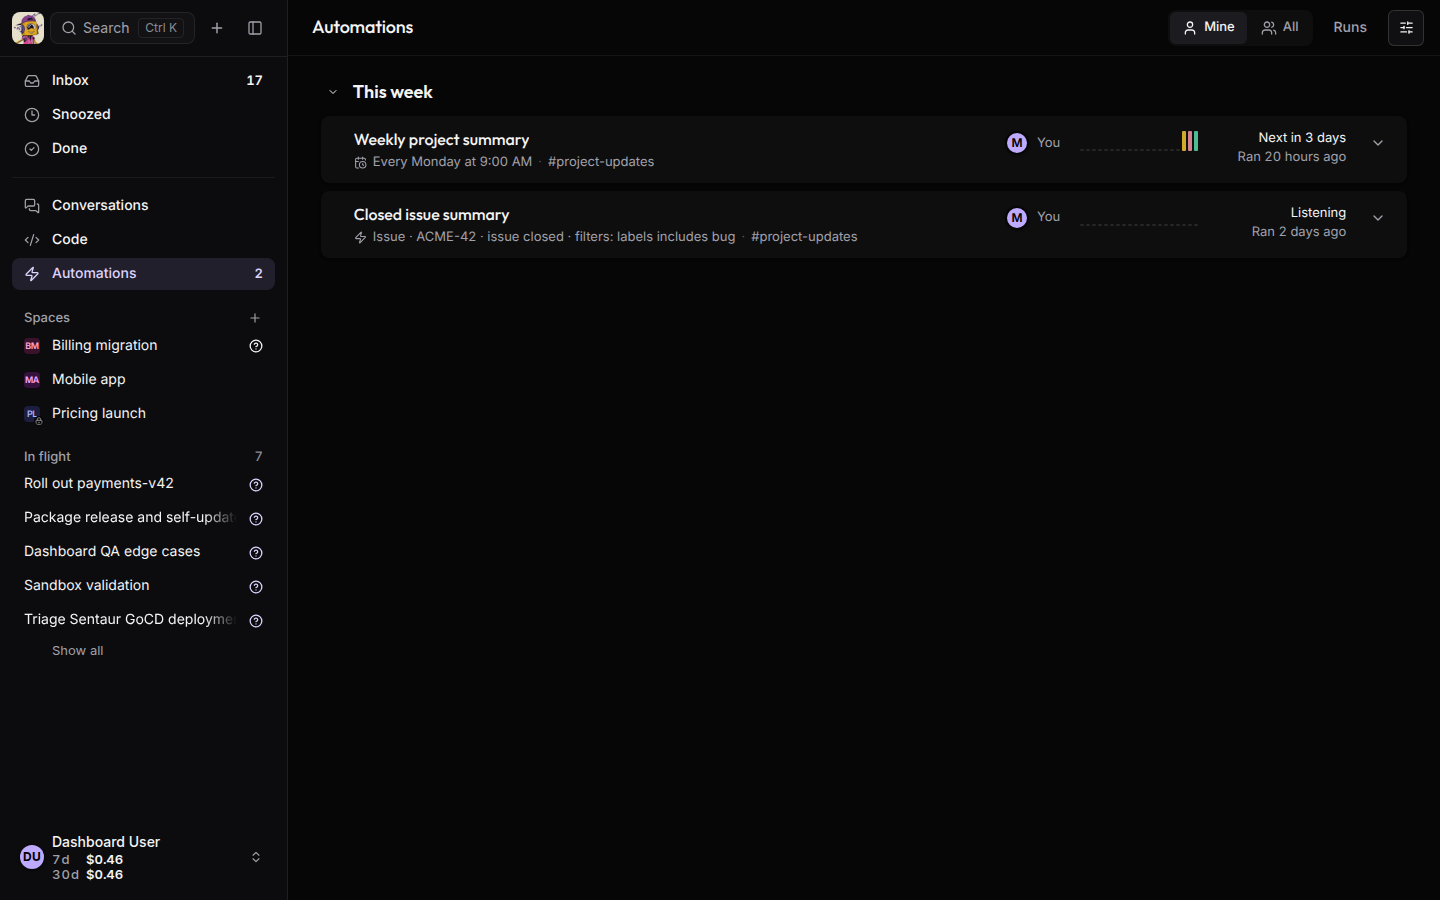 Search Ctrl K
Inbox 17
Snoozed
Done
Conversations
Code
Automations 2
Spaces
BM Billing migration
MA Mobile app
PL Pricing launch
In flight 7
Roll out payments-v42
Package release and self-updat
Dashboard QA edge cases
Sandbox validation
Triage Sentaur GoCD deployme
Show all
DU Dashboard User
7d $0.46
30d $0.46
Automations
Mine All Runs
This week
Weekly project summary
Every Monday at 9:00 AM · #project-updates
M You
Next in 3 days
Ran 20 hours ago
Closed issue summary
Issue · ACME-42 · issue closed · filters: labels includes bug · #project-updates
M You
Listening
Ran 2 days ago